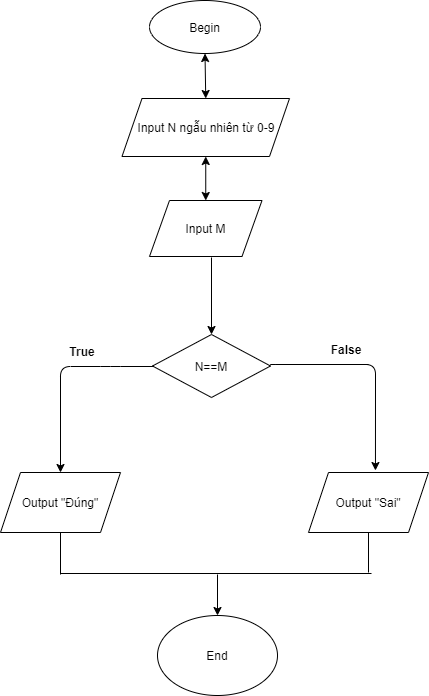 Begin
Input N ngẫu nhiên từ 0-9
Input M
N==M
True
False
Output "Đúng"
Output "Sai"
End